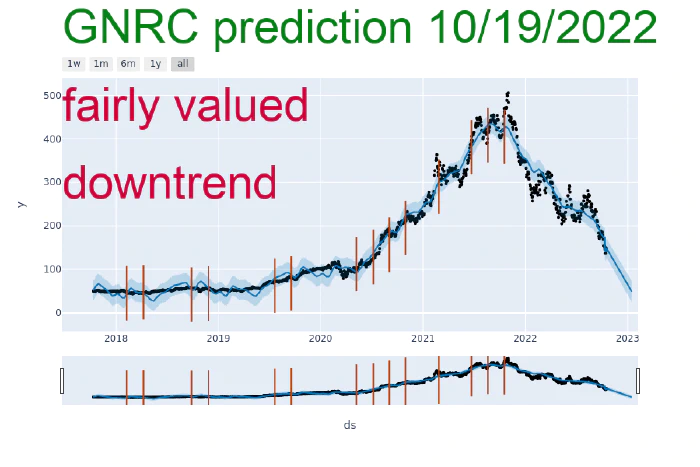 GNRC prediction 10/19/2022
1w 1m 6m 1y all
fairly valued
downtrend
500
400
300
200
100
0
y
2018 2019 2020 2021 2022 2023
ds